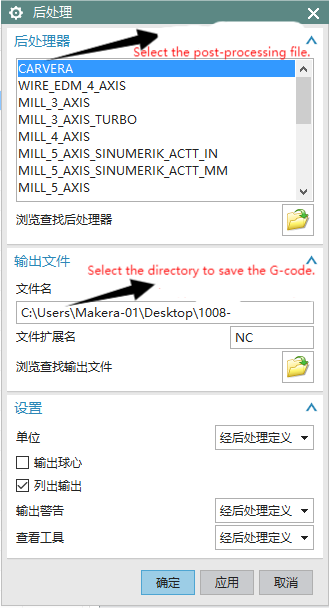 后处理
后处理器
Select the post-processing file.
CARVERA
WIRE_EDM_4_AXIS
MILL_3_AXIS
MILL_3_AXIS_TURBO
MILL_4_AXIS
MILL_5_AXIS_SINUMERIK_ACTT_IN
MILL_5_AXIS_SINUMERIK_ACTT_MM
MILL_5_AXIS
浏览查找后处理器
输出文件
Select the directory to save the G-code.
文件名
C:\Users\Makera-01\Desktop\1008-
文件扩展名 NC
浏览查找输出文件
设置
单位 经后处理定义
输出球心
列出输出
输出警告 经后处理定义
查看工具 经后处理定义
确定 应用 取消